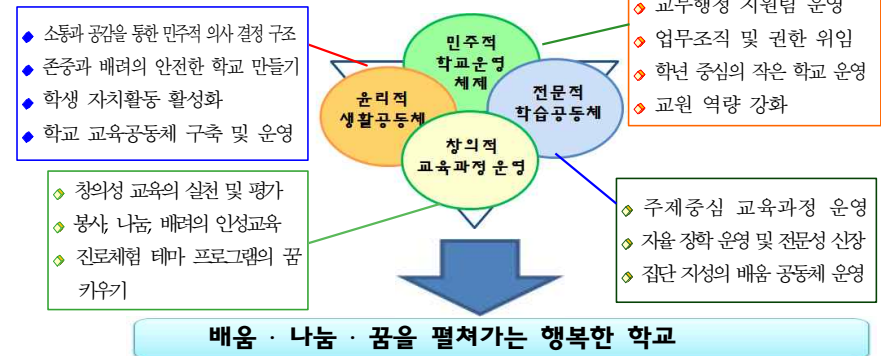 소통과 공감을 통한 민주적 의사 결정 구조
존중과 배려의 안전한 학교 만들기
학생 자치활동 활성화
학교 교육공동체 구축 및 운영
민주적
학교운영
체제
윤리적
생활공동체
전문적
학습공동체
창의적
교육과정 운영
교무행정 지원팀 운영
업무조직 및 권한 위임
학년 중심의 작은 학교 운영
교원 역량 강화
창의성 교육의 실천 및 평가
봉사, 나눔, 배려의 인성교육
진로체험 테마 프로그램의 꿈
키우기
주제중심 교육과정 운영
자율 장학 운영 및 전문성 신장
집단 지성의 배움 공동체 운영
배움 · 나눔 · 꿈을 펼쳐가는 행복한 학교